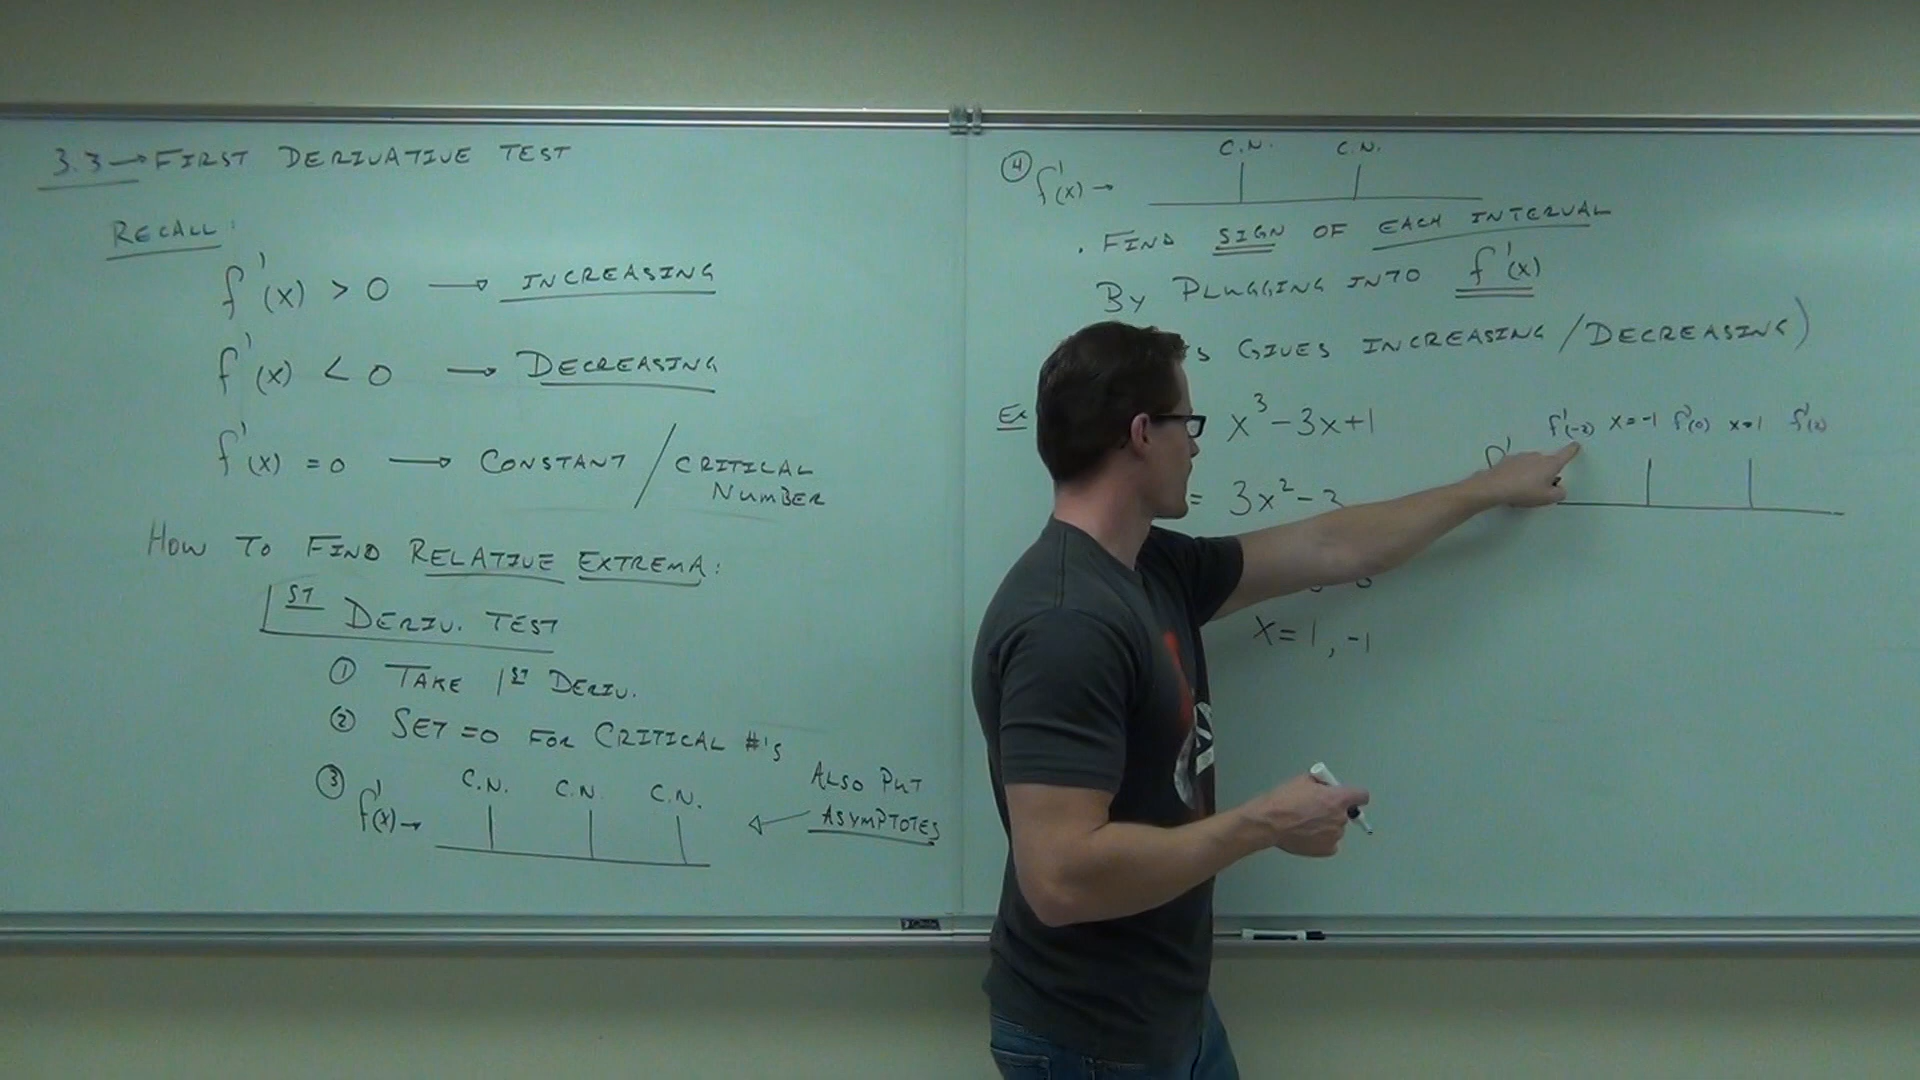 3.3 → FIRST DERIVATIVE TEST
RECALL:
f'(x) > 0 → INCREASING
f'(x) < 0 → DECREASING
f'(x) = 0 → CONSTANT / CRITICAL NUMBER
HOW TO FIND RELATIVE EXTREMA:
1ST DERIV. TEST
① TAKE 1ST DERIV.
② SET =0 FOR CRITICAL #'S
③ f'(x) → C.N. C.N. C.N.
ALSO PUT
ASYMPTOTES
④ f'(x) → C.N. C.N.
. FIND SIGN OF EACH INTERVAL
BY PLUGGING INTO f'(x)
S GIVES INCREASING / DECREASING)
Ex x³ - 3x + 1
= 3x² - 3
x = 1, -1
f'(-2) x = -1 f'(0) x = 1 f'(2)
f'